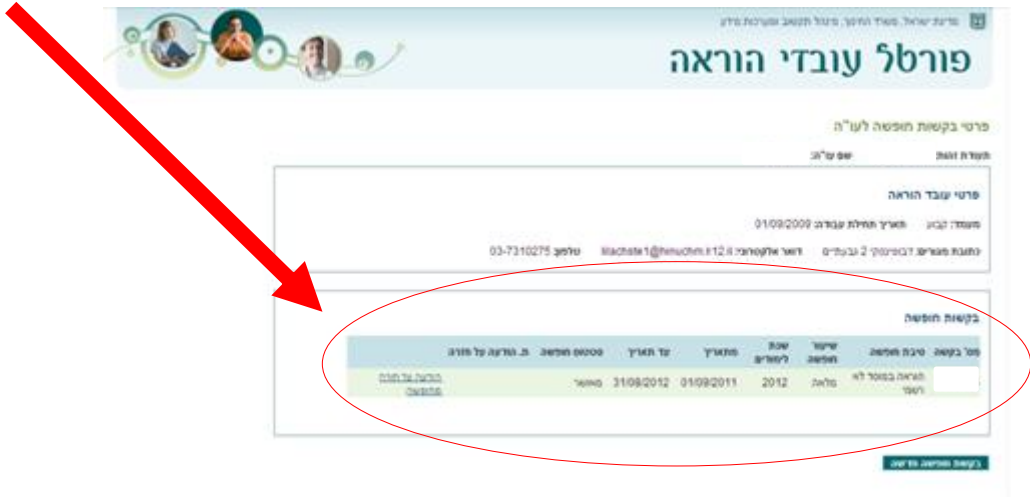 מדינת ישראל, משרד החינוך, מינהל תקשוב ומערכות מידע
פורטל עובדי הוראה
פרטי בקשות חופשה לעו"ה
תעודת זהות: שם עו"ה:
פרטי עובד הוראה
מעמד: קבוע תאריך תחילת עבודה: 01/09/2009
כתובת מגורים: ז'בוטינסקי 2 גבעתיים דואר אלקטרוני: טלפון: 03-7310275
בקשות חופשה
מס' בקשה סיבת חופשה שיעור חופשה שנת לימודים מתאריך עד תאריך סטטוס חופשה ת. הודעה על חזרה
הוראה במוסד לא רשמי מלאה 2012 01/09/2011 31/08/2012 מאושר הודעה על חזרה מחופשה
בקשת חופשה חדשה